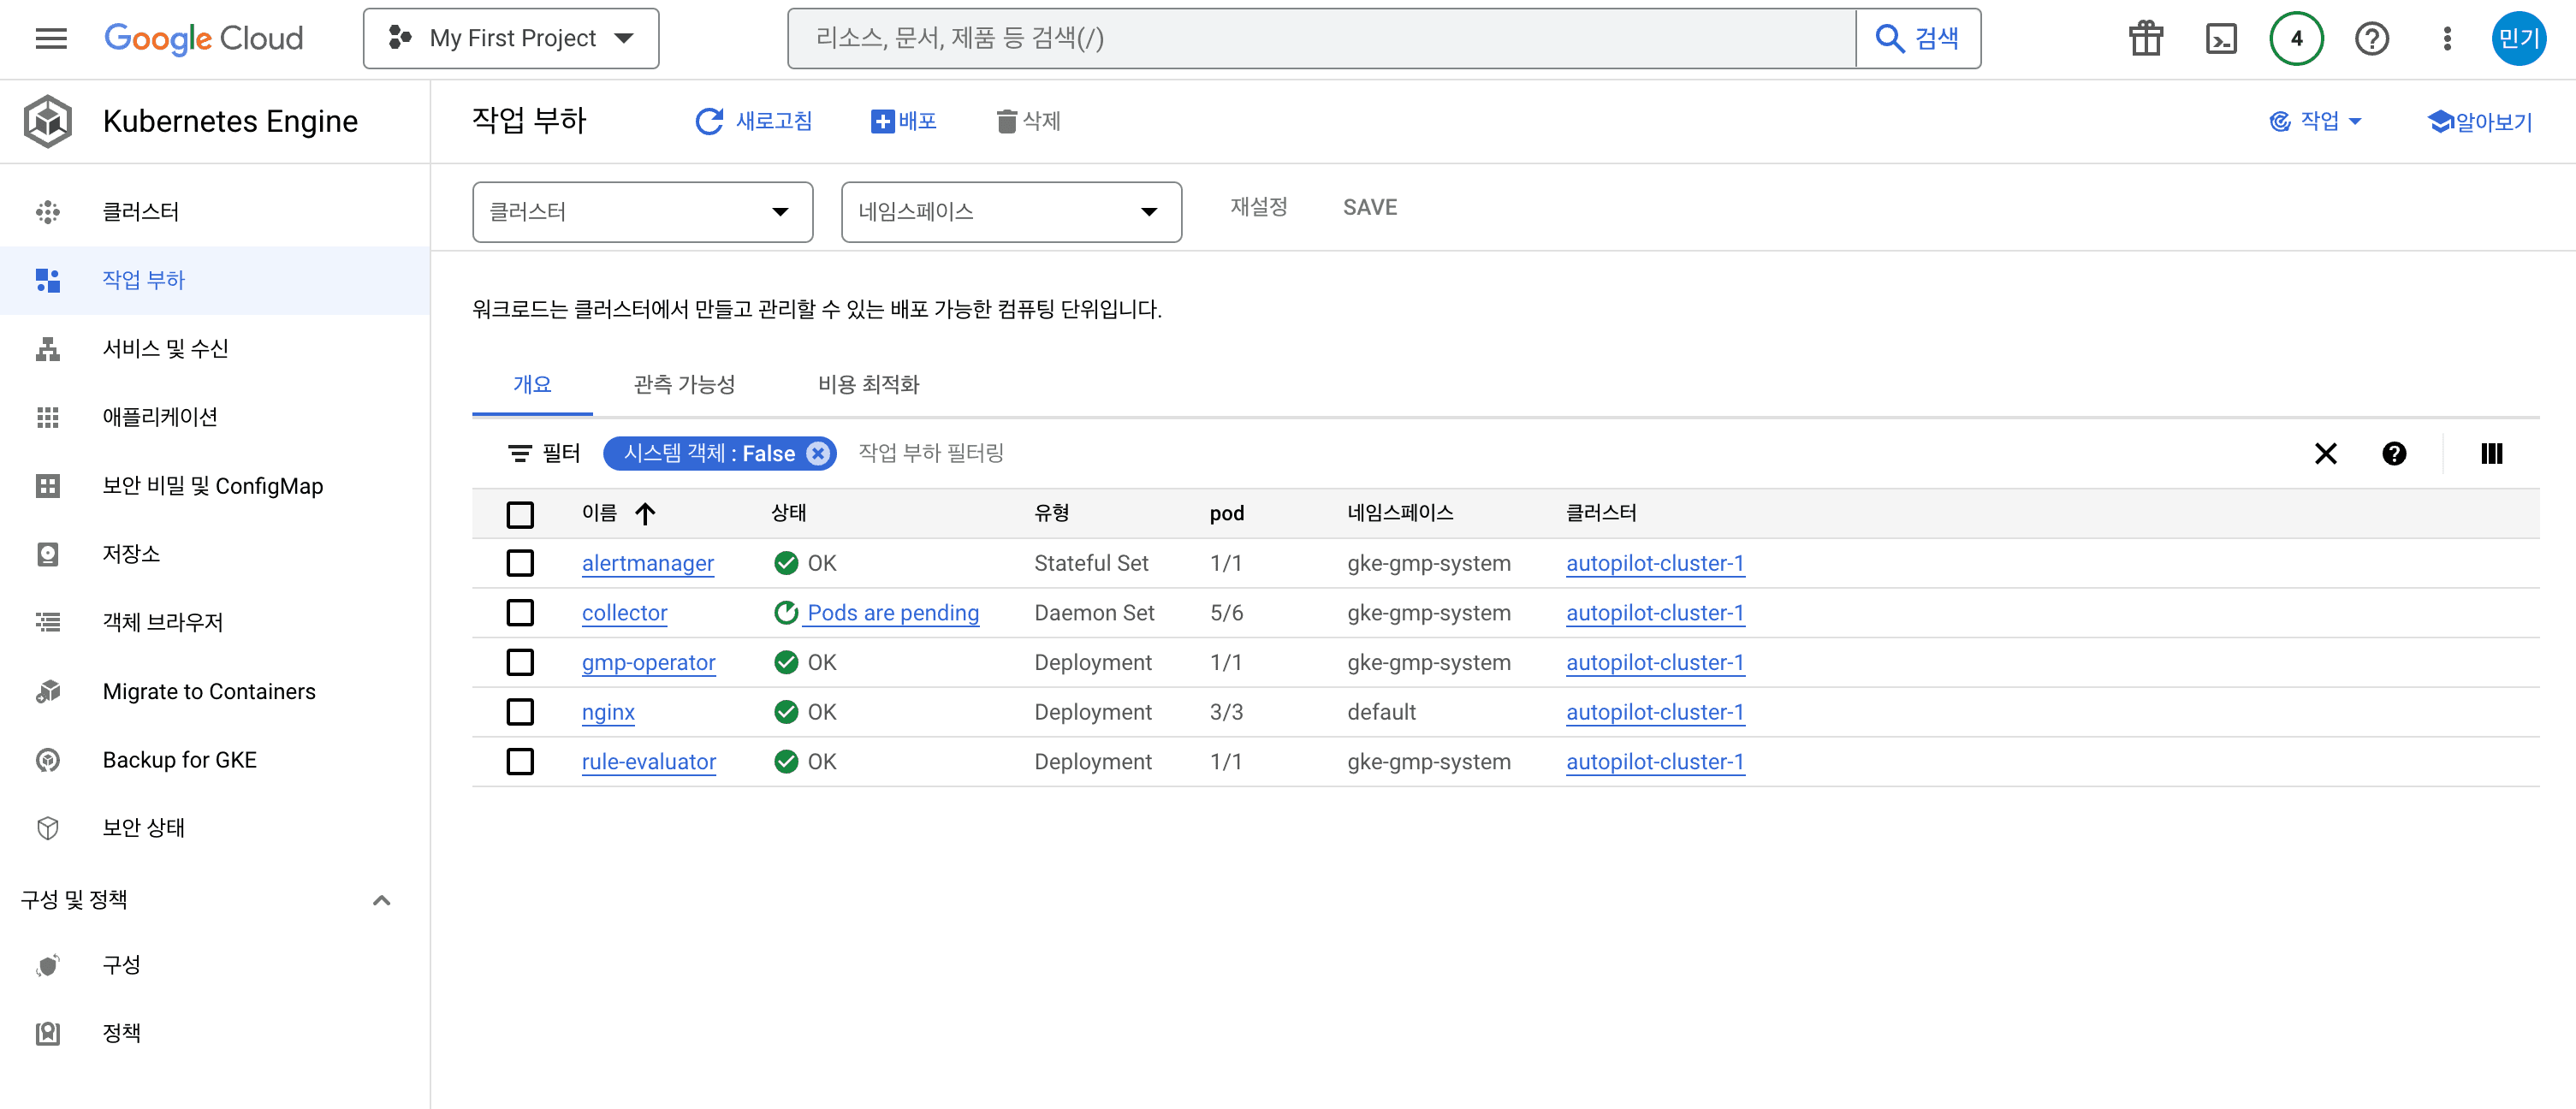 Google Cloud
My First Project
리소스, 문서, 제품 등 검색(/)
검색
4
민기
Kubernetes Engine
작업 부하
새로고침
배포
삭제
작업
알아보기
클러스터
작업 부하
서비스 및 수신
애플리케이션
보안 비밀 및 ConfigMap
저장소
객체 브라우저
Migrate to Containers
Backup for GKE
보안 상태
구성 및 정책
구성
정책
클러스터
네임스페이스
재설정
SAVE
워크로드는 클러스터에서 만들고 관리할 수 있는 배포 가능한 컴퓨팅 단위입니다.
개요
관측 가능성
비용 최적화
필터
시스템 객체 : False
작업 부하 필터링
이름 상태 유형 pod 네임스페이스 클러스터
alertmanager OK Stateful Set 1/1 gke-gmp-system autopilot-cluster-1
collector Pods are pending Daemon Set 5/6 gke-gmp-system autopilot-cluster-1
gmp-operator OK Deployment 1/1 gke-gmp-system autopilot-cluster-1
nginx OK Deployment 3/3 default autopilot-cluster-1
rule-evaluator OK Deployment 1/1 gke-gmp-system autopilot-cluster-1